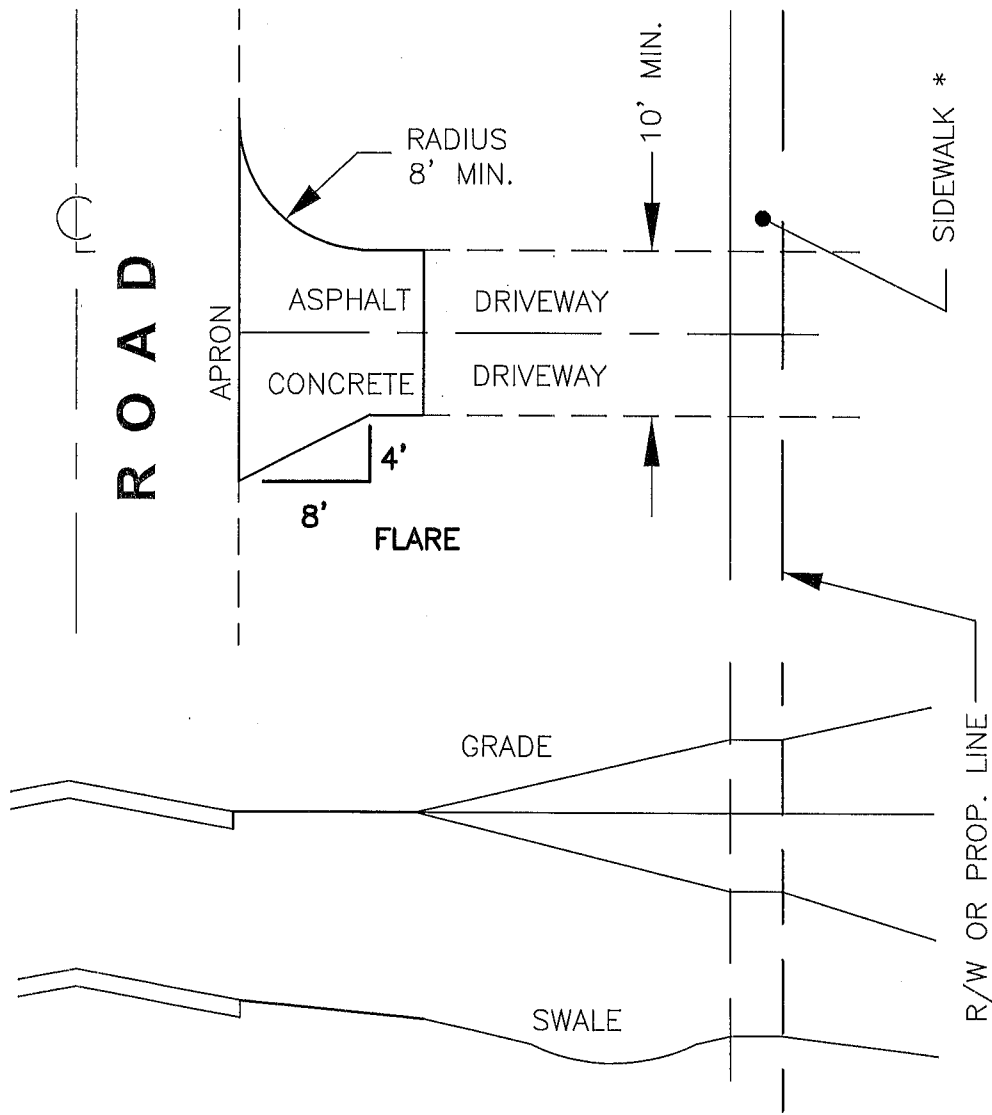 ℄
ROAD
APRON
RADIUS
8' MIN.
10' MIN.
SIDEWALK *
ASPHALT
DRIVEWAY
CONCRETE
DRIVEWAY
4'
8'
FLARE
GRADE
R/W OR PROP. LINE
SWALE